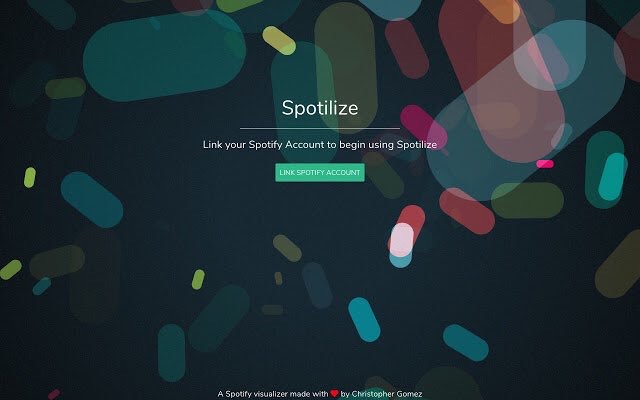 Spotilize
Link your Spotify Account to begin using Spotilize
LINK SPOTIFY ACCOUNT
A Spotify visualizer made with ❤ by Christopher Gomez